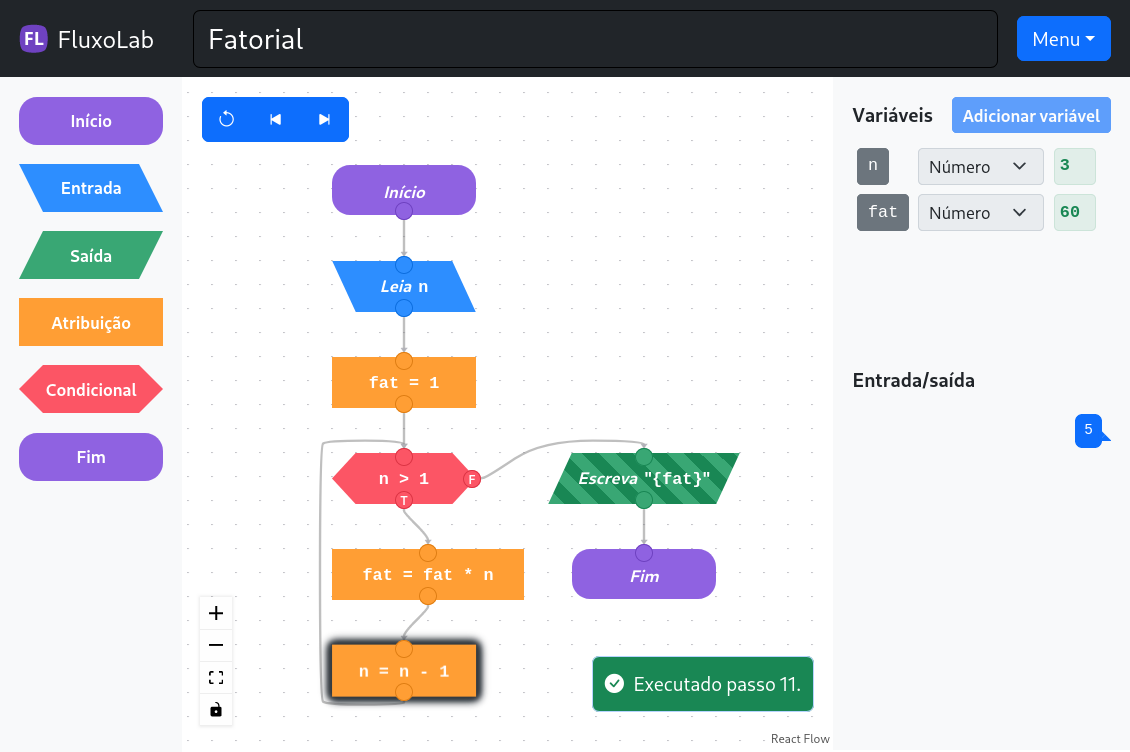 FL FluxoLab
Fatorial
Menu
Início
Entrada
Saída
Atribuição
Condicional
Fim
Início
Leia n
fat = 1
n > 1
F
T
Escreva "{fat}"
fat = fat * n
Fim
n = n - 1
Executado passo 11.
React Flow
Variáveis
Adicionar variável
n Número 3
fat Número 60
Entrada/saída
5